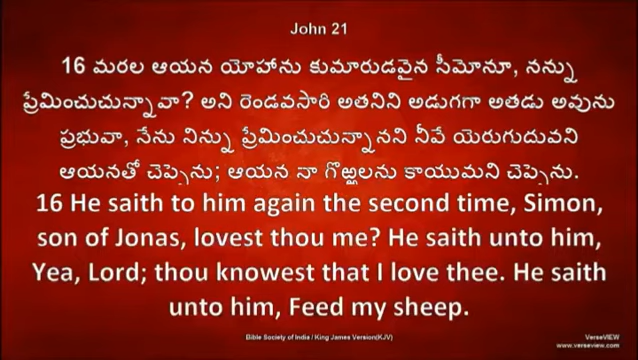 John 21
16 మరల ఆయన యోహాను కుమారుడవైన సీమోనూ, నన్ను
ప్రేమించుచున్నావా? అని రెండవసారి అతనిని అడుగగా అతడు అవును
ప్రభువా, నేను నిన్ను ప్రేమించుచున్నానని నీవే యెరుగుదువని
ఆయనతో చెప్పెను; ఆయన నా గొఱ్ఱలను కాయుమని చెప్పెను.
16 He saith to him again the second time, Simon,
son of Jonas, lovest thou me? He saith unto him,
Yea, Lord; thou knowest that I love thee. He saith
unto him, Feed my sheep.
Bible Society of India / King James Version(KJV)
VerseVIEW
www.verseview.com